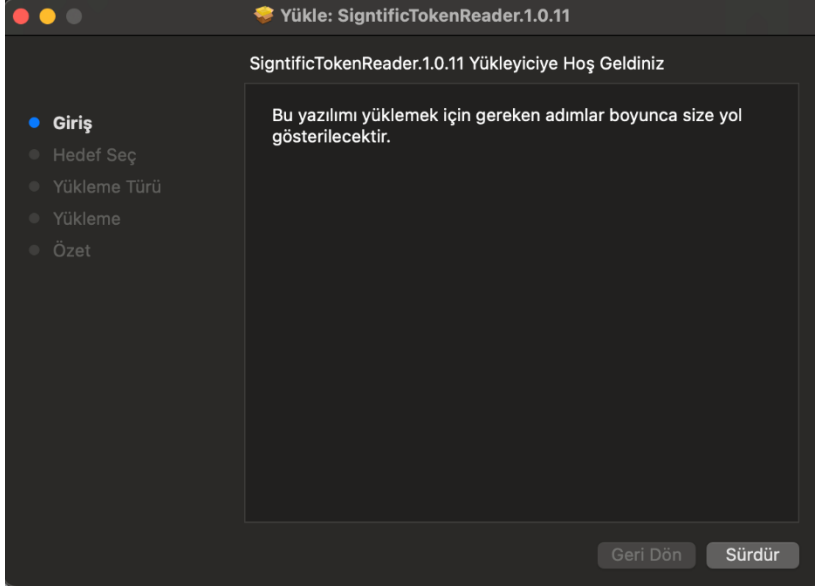 Yükle: SigntificTokenReader.1.0.11
SigntificTokenReader.1.0.11 Yükleyiciye Hoş Geldiniz
Giriş
Hedef Seç
Yükleme Türü
Yükleme
Özet
Bu yazılımı yüklemek için gereken adımlar boyunca size yol
gösterilecektir.
Geri Dön
Sürdür